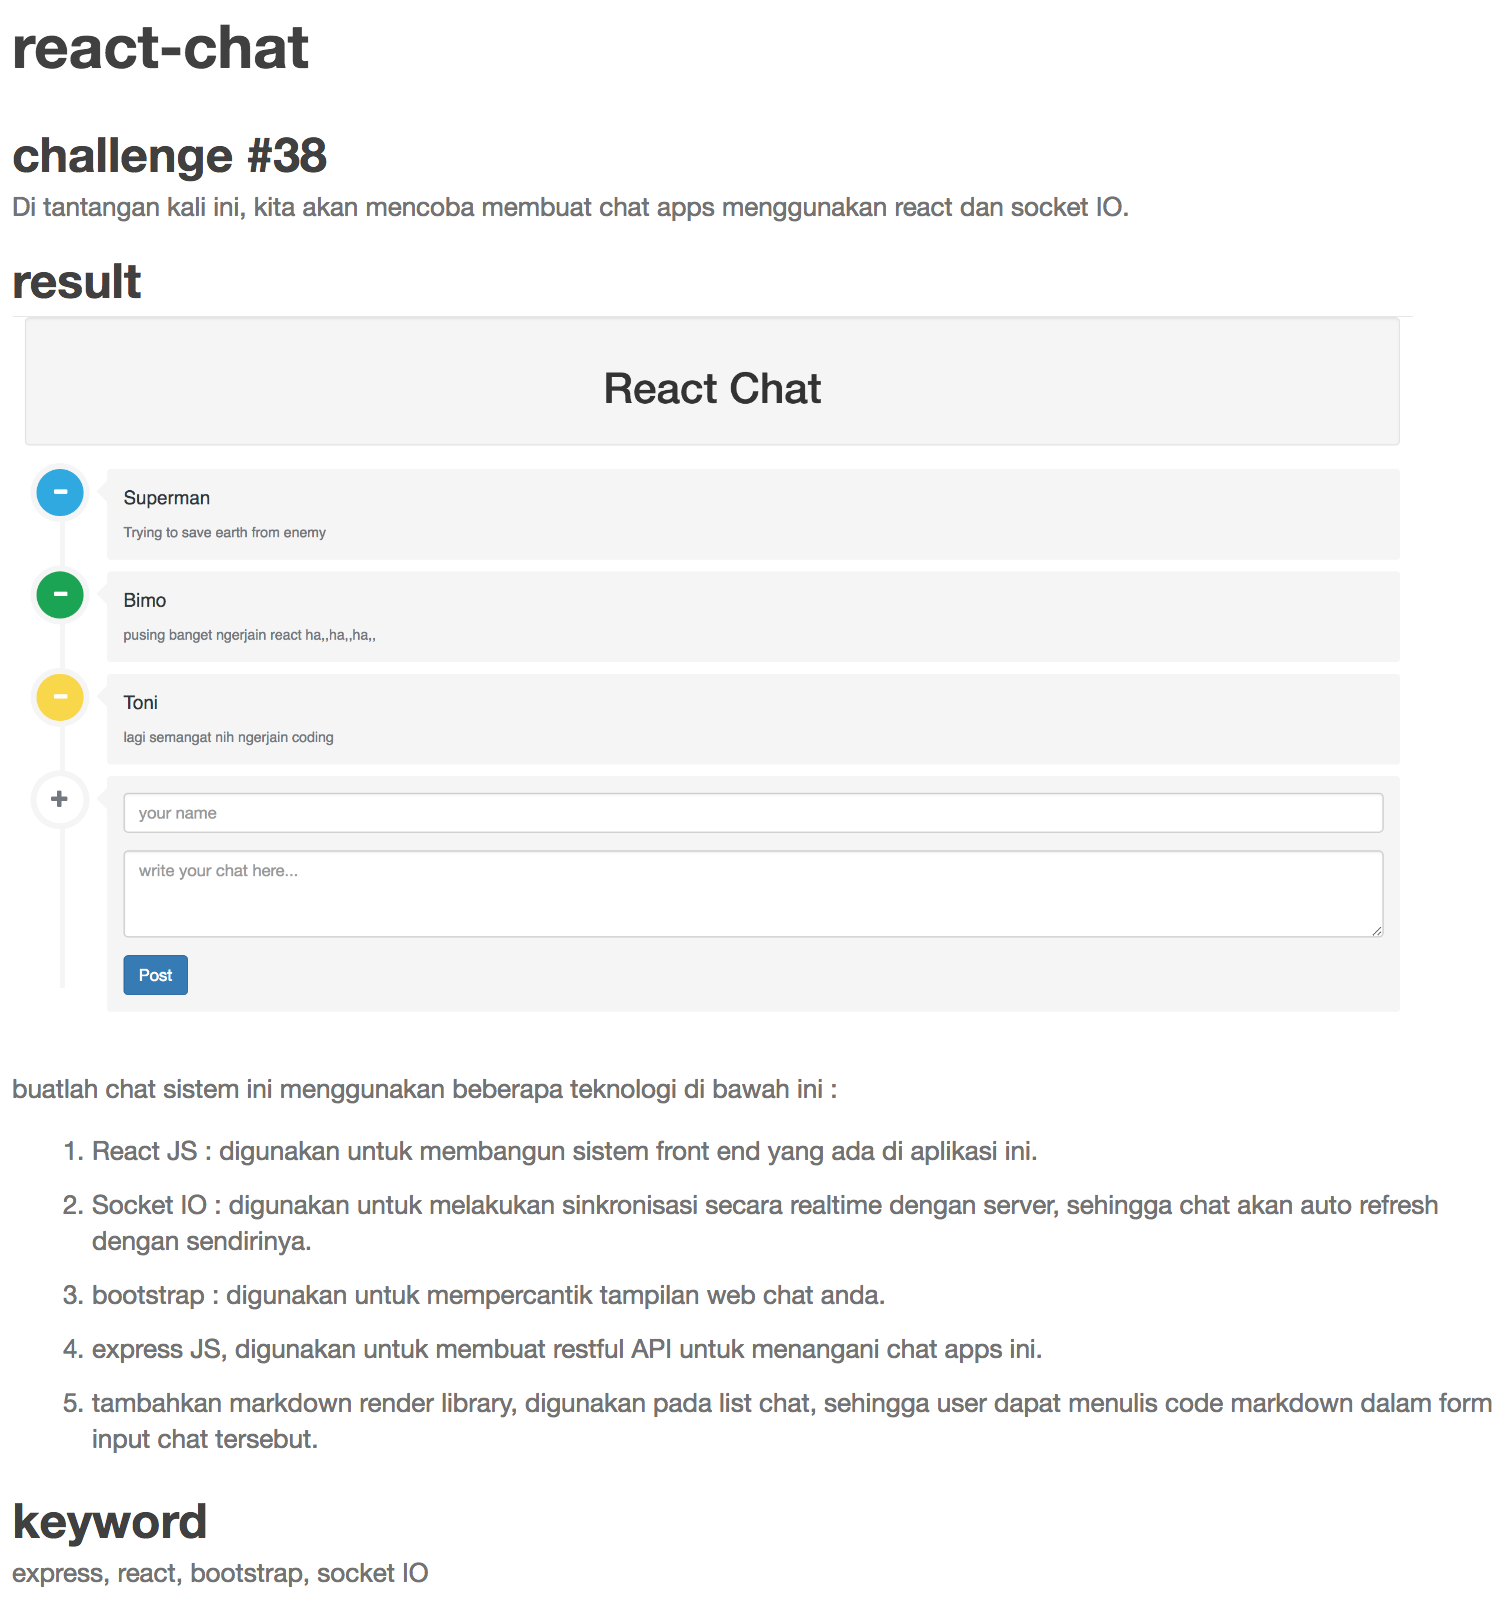 react-chat
challenge #38
Di tantangan kali ini, kita akan mencoba membuat chat apps menggunakan react dan socket IO.
result
React Chat
Superman
Trying to save earth from enemy
Bimo
pusing banget ngerjain react ha,,ha,,ha,,
Toni
lagi semangat nih ngerjain coding
your name
write your chat here...
Post
buatlah chat sistem ini menggunakan beberapa teknologi di bawah ini :
1. React JS : digunakan untuk membangun sistem front end yang ada di aplikasi ini.
2. Socket IO : digunakan untuk melakukan sinkronisasi secara realtime dengan server, sehingga chat akan auto refresh
dengan sendirinya.
3. bootstrap : digunakan untuk mempercantik tampilan web chat anda.
4. express JS, digunakan untuk membuat restful API untuk menangani chat apps ini.
5. tambahkan markdown render library, digunakan pada list chat, sehingga user dapat menulis code markdown dalam form
input chat tersebut.
keyword
express, react, bootstrap, socket IO